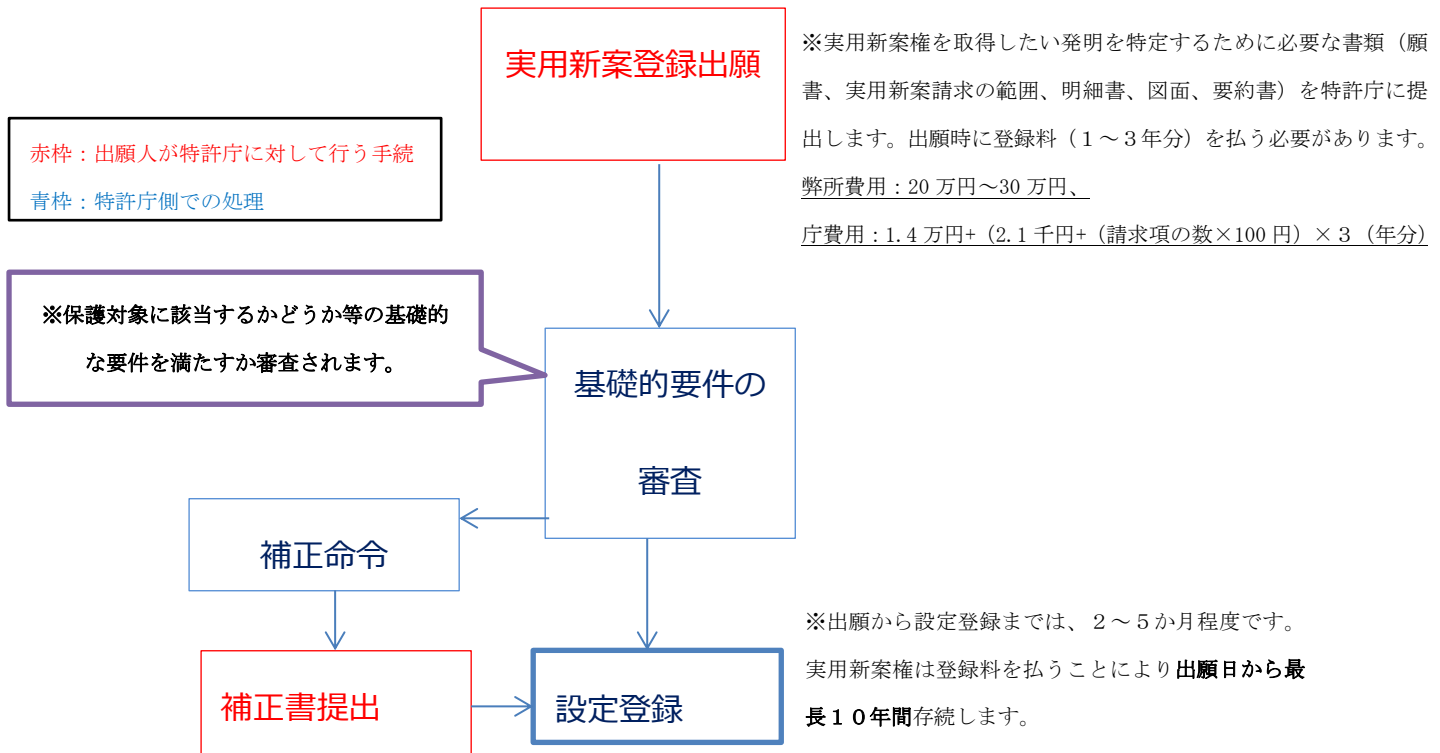 実用新案登録出願
※実用新案権を取得したい発明を特定するために必要な書類（願
書、実用新案請求の範囲、明細書、図面、要約書）を特許庁に提
出します。出願時に登録料（１～３年分）を払う必要があります。
弊所費用：20 万円～30 万円、
庁費用：1.4 万円+（2.1 千円+（請求項の数×100 円）×３（年分）
赤枠：出願人が特許庁に対して行う手続
青枠：特許庁側での処理
※保護対象に該当するかどうか等の基礎的
な要件を満たすか審査されます。
基礎的要件の
審査
補正命令
補正書提出
設定登録
※出願から設定登録までは、２～５か月程度です。
実用新案権は登録料を払うことにより出願日から最
長１０年間存続します。